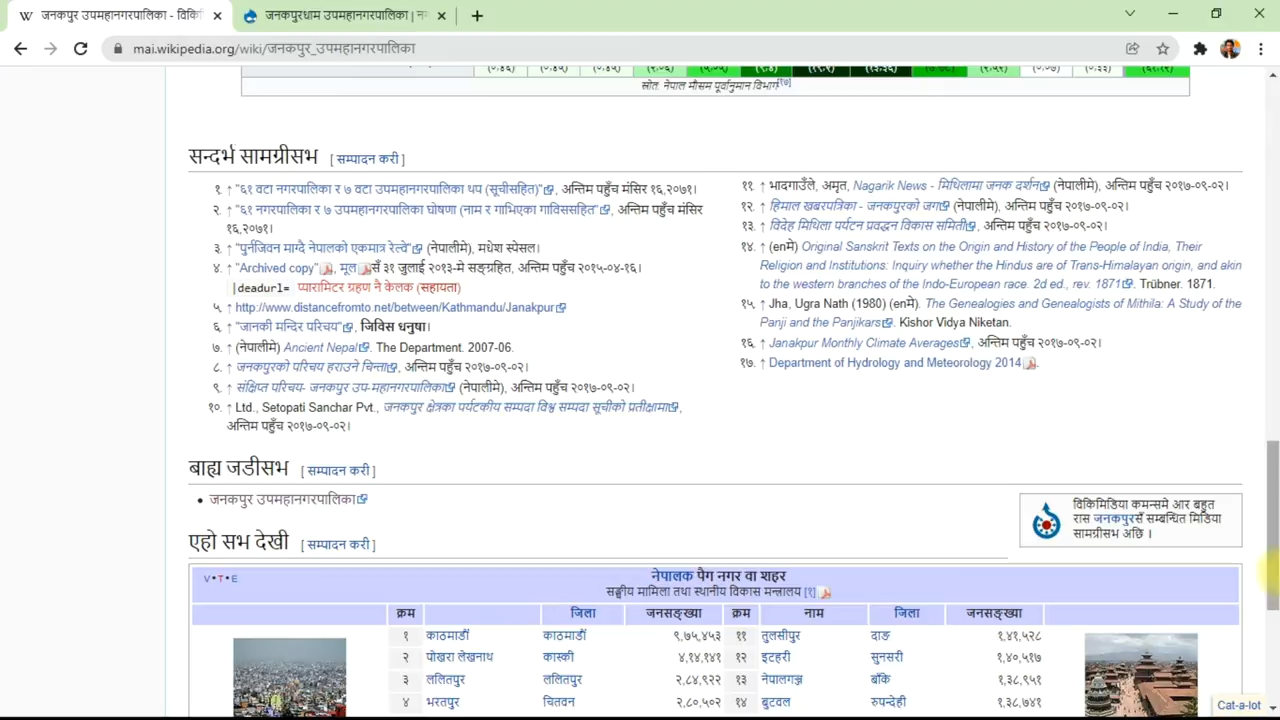 जनकपुर उपमहानगरपालिका - विकि
जनकपुरधाम उपमहानगरपालिका | नग
mai.wikipedia.org/wiki/जनकपुर_उपमहानगरपालिका
स्रोत: नेपाल मौसम पूर्वानुमान विभाग[१७]
सन्दर्भ सामग्रीसभ [ सम्पादन करी ]
१. ↑ "६१ वटा नगरपालिका र ७ वटा उपमहानगरपालिका थप (सूचीसहित)", अन्तिम पहुँच मंसिर १६,२०७१।
२. ↑ "६१ नगरपालिका र ७ उपमहानगरपालिका घोषणा (नाम र गाभिएका गाविससहित", अन्तिम पहुँच मंसिर
१६,२०७१।
३. ↑ "पुर्नजिवन माग्दै नेपालको एकमात्र रेल्वे" (नेपालीमे), मधेश स्पेसल।
४. ↑ "Archived copy", मूलसँ ३१ जुलाई २०१३-मे सङ्ग्रहित, अन्तिम पहुँच २०१५-०४-१६।
|deadurl= प्यारामिटर ग्रहण नै केलक (सहायता)
५. ↑ http://www.distancefromto.net/between/Kathmandu/Janakpur
६. ↑ "जानकी मन्दिर परिचय", जिविस धनुषा।
७. ↑ (नेपालीमे) Ancient Nepal. The Department. 2007-06.
८. ↑ जनकपुरको परिचय हराउने चिन्ता, अन्तिम पहुँच २०१७-०९-०२।
९. ↑ संक्षिप्त परिचय- जनकपुर उप-महानगरपालिका (नेपालीमे), अन्तिम पहुँच २०१७-०९-०२।
१०. ↑ Ltd., Setopati Sanchar Pvt., जनकपुर क्षेत्रका पर्यटकीय सम्पदा विश्व सम्पदा सूचीको प्रतीक्षामा,
अन्तिम पहुँच २०१७-०९-०२।
११. ↑ भादगाउँले, अमृत, Nagarik News - मिथिलामा जनक दर्शन (नेपालीमे), अन्तिम पहुँच २०१७-०९-०२।
१२. ↑ हिमाल खबरपत्रिका - जनकपुरको जग (नेपालीमे), अन्तिम पहुँच २०१७-०९-०२।
१३. ↑ विदेह मिथिला पर्यटन प्रवद्धन विकास समिती, अन्तिम पहुँच २०१७-०९-०२।
१४. ↑ (enमे) Original Sanskrit Texts on the Origin and History of the People of India, Their
Religion and Institutions: Inquiry whether the Hindus are of Trans-Himalayan origin, and akin
to the western branches of the Indo-European race. 2d ed., rev. 1871. Trübner. 1871.
१५. ↑ Jha, Ugra Nath (1980) (enमे). The Genealogies and Genealogists of Mithila: A Study of the
Panji and the Panjikars. Kishor Vidya Niketan.
१६. ↑ Janakpur Monthly Climate Averages, अन्तिम पहुँच २०१७-०९-०२।
१७. ↑ Department of Hydrology and Meteorology 2014.
बाह्य जडीसभ [ सम्पादन करी ]
• जनकपुर उपमहानगरपालिका
विकिमिडिया कमन्समे आर बहुत
रास जनकपुरसँ सम्बन्धित मिडिया
सामग्रीसभ अछि ।
एहो सभ देखी [ सम्पादन करी ]
V • T • E
नेपालक पैग नगर वा शहर
सङ्घीय मामिला तथा स्थानीय विकास मन्त्रालय [१]
क्रम जिला जनसङ्ख्या क्रम नाम जिला जनसङ्ख्या
१ काठमाडौं काठमाडौं ९,७५,४५३ ११ तुलसीपुर दाङ १,४१,५२८
२ पोखरा लेखनाथ कास्की ४,१४,१४१ १२ इटहरी सुनसरी १,४०,५१७
३ ललितपुर ललितपुर २,८४,९२२ १३ नेपालगञ्ज बाँके १,३८,९५१
४ भरतपुर चितवन २,८०,५०२ १४ बुटवल रुपन्देही १,३८,७४१
Cat-a-lot